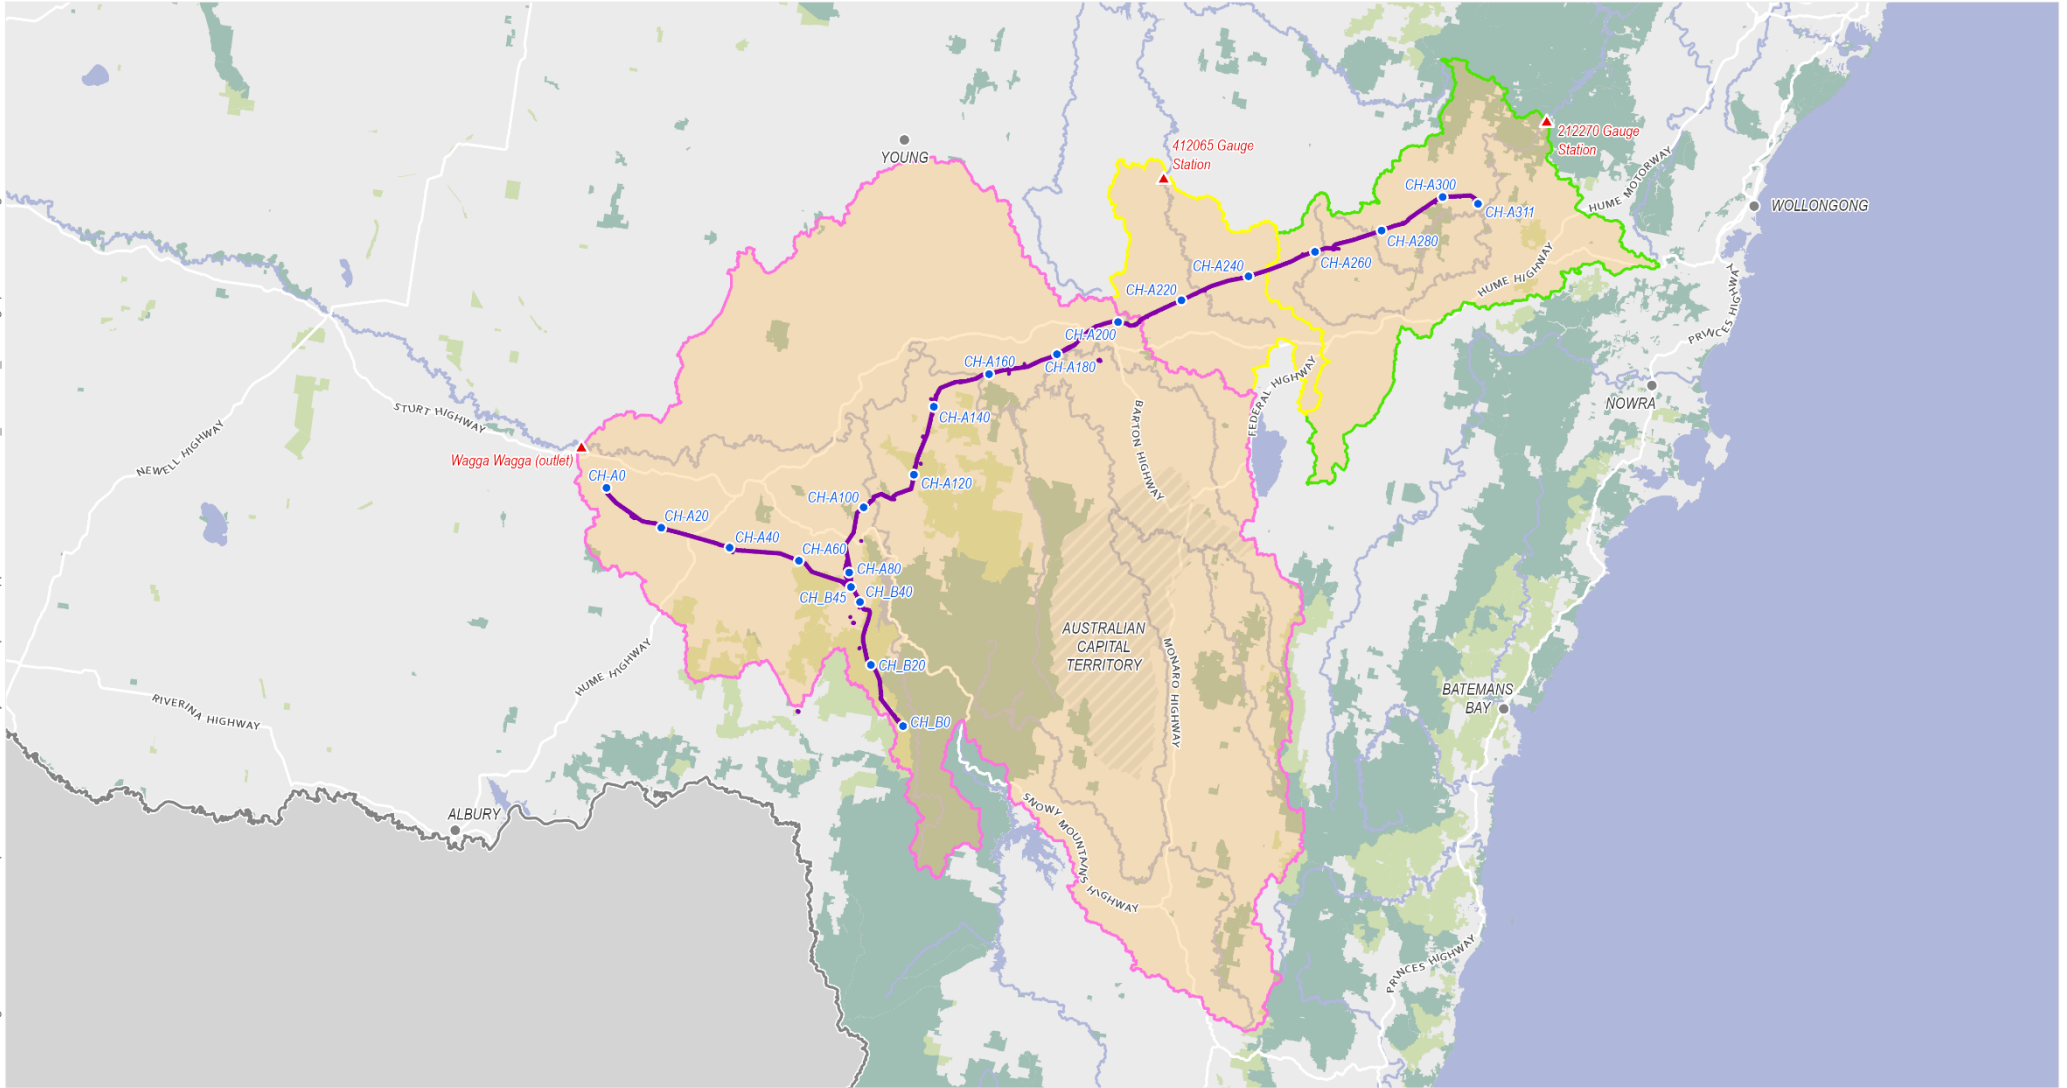 YOUNG
412065 Gauge
Station
212270 Gauge
Station
HUME MOTORWAY
WOLLONGONG
CH-A300
CH-A311
CH-A280
CH-A260
CH-A240
CH-A220
HUME HIGHWAY
CH-A200
CH-A180
CH-A160
CH-A140
PRINCES HIGHWAY
NOWRA
FEDERAL HIGHWAY
BARTON HIGHWAY
STURT HIGHWAY
NEWELL HIGHWAY
Wagga Wagga (outlet)
CH-A0
CH-A20
CH-A40
CH-A60
CH-A80
CH-A100
CH-A120
CH_B45
CH_B40
CH_B20
CH_B0
AUSTRALIAN
CAPITAL
TERRITORY
MONARO HIGHWAY
HUME HIGHWAY
RIVERINA HIGHWAY
BATEMANS
BAY
ALBURY
SNOWY MOUNTAINS HIGHWAY
PRINCES HIGHWAY